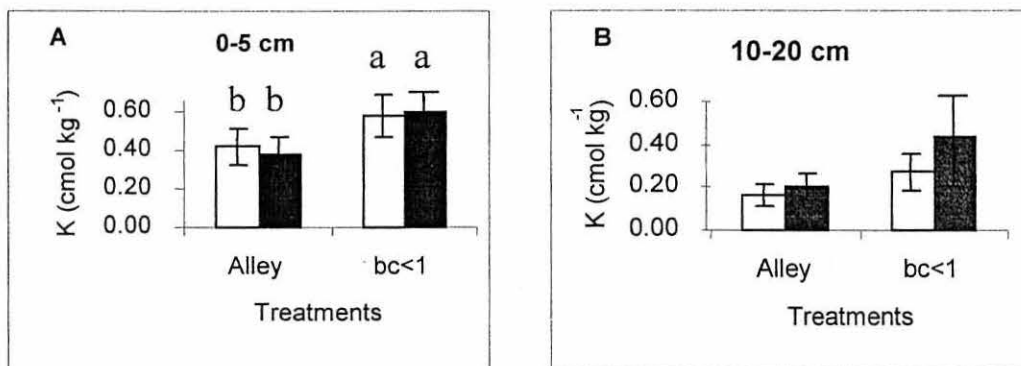 A
0-5 cm
K (cmol kg⁻¹)
0.60
0.40
0.20
0.00
b b a a
Alley bc<1
Treatments
B
10-20 cm
K (cmol kg⁻¹)
0.60
0.40
0.20
0.00
Alley bc<1
Treatments